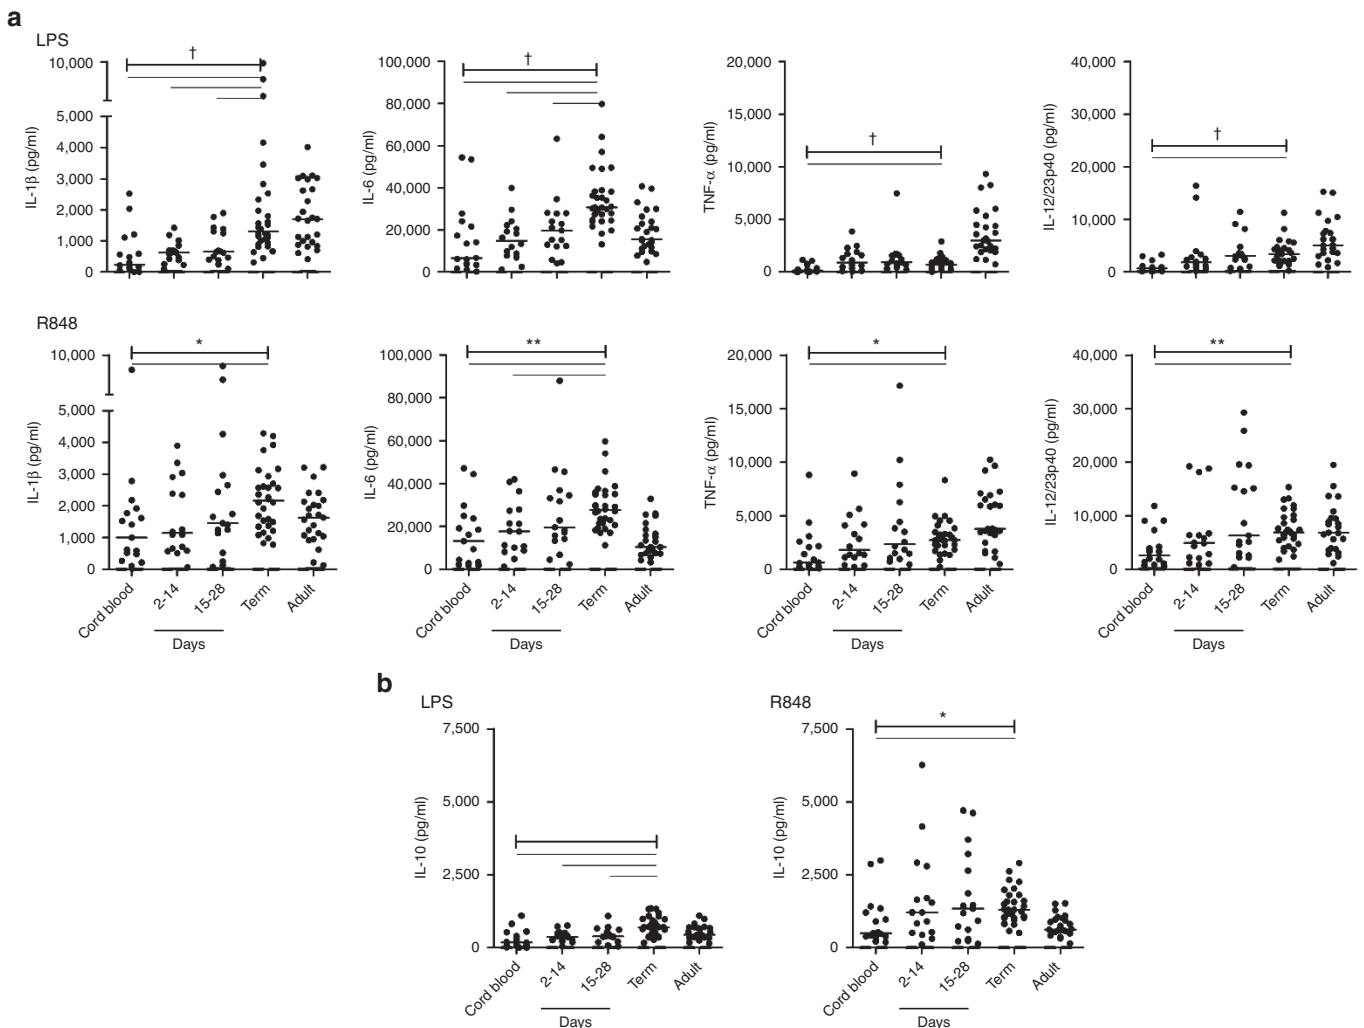 a
LPS
IL-1β (pg/ml)
10,000
5,000
4,000
3,000
2,000
1,000
0
†
IL-6 (pg/ml)
100,000
80,000
60,000
40,000
20,000
0
†
TNF-α (pg/ml)
20,000
15,000
10,000
5,000
0
†
IL-12/23p40 (pg/ml)
40,000
30,000
20,000
10,000
0
†
R848
IL-1β (pg/ml)
10,000
5,000
4,000
3,000
2,000
1,000
0
*
Cord blood
2-14
15-28
Term
Adult
Days
IL-6 (pg/ml)
100,000
80,000
60,000
40,000
20,000
0
**
Cord blood
2-14
15-28
Term
Adult
Days
TNF-α (pg/ml)
20,000
15,000
10,000
5,000
0
*
Cord blood
2-14
15-28
Term
Adult
Days
IL-12/23p40 (pg/ml)
40,000
30,000
20,000
10,000
0
**
Cord blood
2-14
15-28
Term
Adult
Days
b
LPS
IL-10 (pg/ml)
7,500
5,000
2,500
0
Cord blood
2-14
15-28
Term
Adult
Days
R848
IL-10 (pg/ml)
7,500
5,000
2,500
0
*
Cord blood
2-14
15-28
Term
Adult
Days